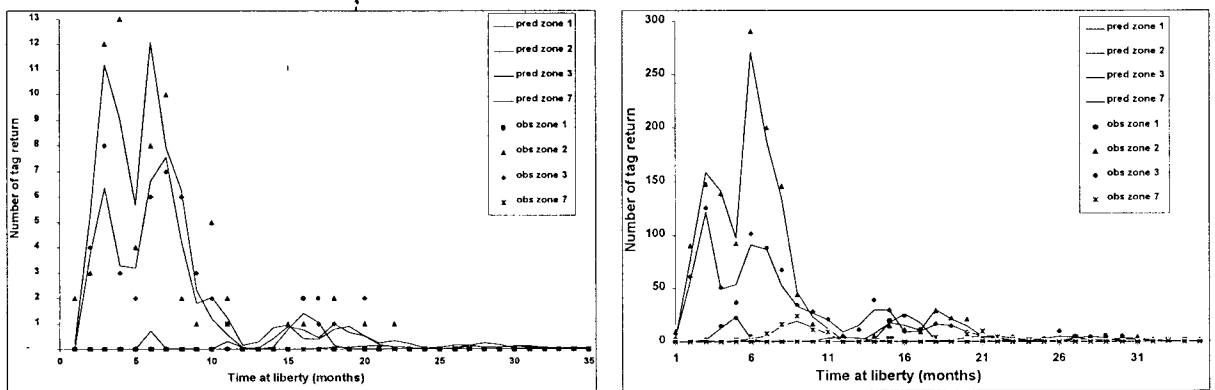 13
12
11
10
9
8
7
6
5
4
3
2
1
-
Number of tag return
0 5 10 15 20 25 30 35
Time at liberty (months)
pred zone 1
pred zone 2
pred zone 3
pred zone 7
obs zone 1
obs zone 2
obs zone 3
obs zone 7
300
250
200
150
100
50
0
Number of tag return
1 6 11 16 21 26 31
Time at liberty (months)
pred zone 1
pred zone 2
pred zone 3
pred zone 7
obs zone 1
obs zone 2
obs zone 3
obs zone 7